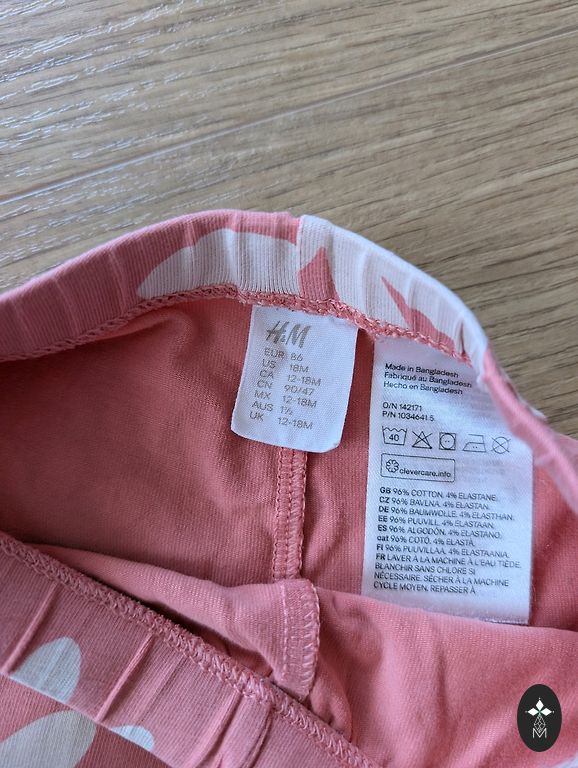 H&M
EUR 86
US 18M
CA 12-18M
CN 90/47
MX 12-18M
AUS 1½
UK 12-18M
Made in Bangladesh
Fabriqué au Bangladesh
Hecho en Bangladesh
O/N 142171
P/N 1034641.5.
40
clevercare.info
GB 96% COTTON, 4% ELASTANE.
CZ 96% BAVLNA, 4% ELASTAN.
DE 96% BAUMWOLLE, 4% ELASTHAN.
EE 96% PUUVILL, 4% ELASTAAN.
ES 96% ALGODÓN, 4% ELASTANO.
cat 96% COTÓ, 4% ELASTÀ.
FI 96% PUUVILLAA, 4% ELASTAANIA.
FR LAVER À LA MACHINE À L'EAU TIÈDE.
BLANCHIR SANS CHLORE SI
NÉCESSAIRE. SÉCHER À LA MACHINE
CYCLE MOYEN. REPASSER À
M